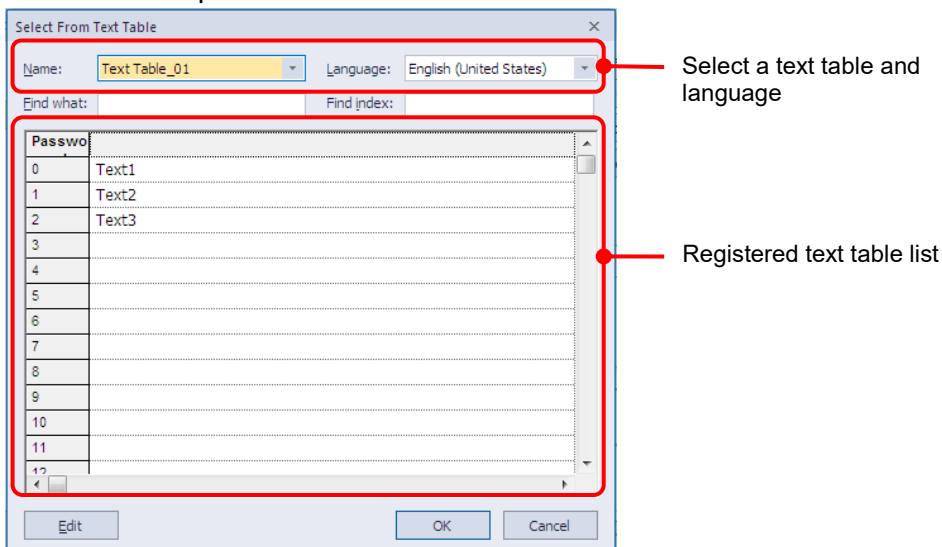 Select From Text Table
Name: Text Table_01 Language: English (United States)
Select a text table and
language
Find what: Find index:
Passwo
0 Text1
1 Text2
2 Text3
3
Registered text table list
4
5
6
7
8
9
10
11
12
Edit OK Cancel